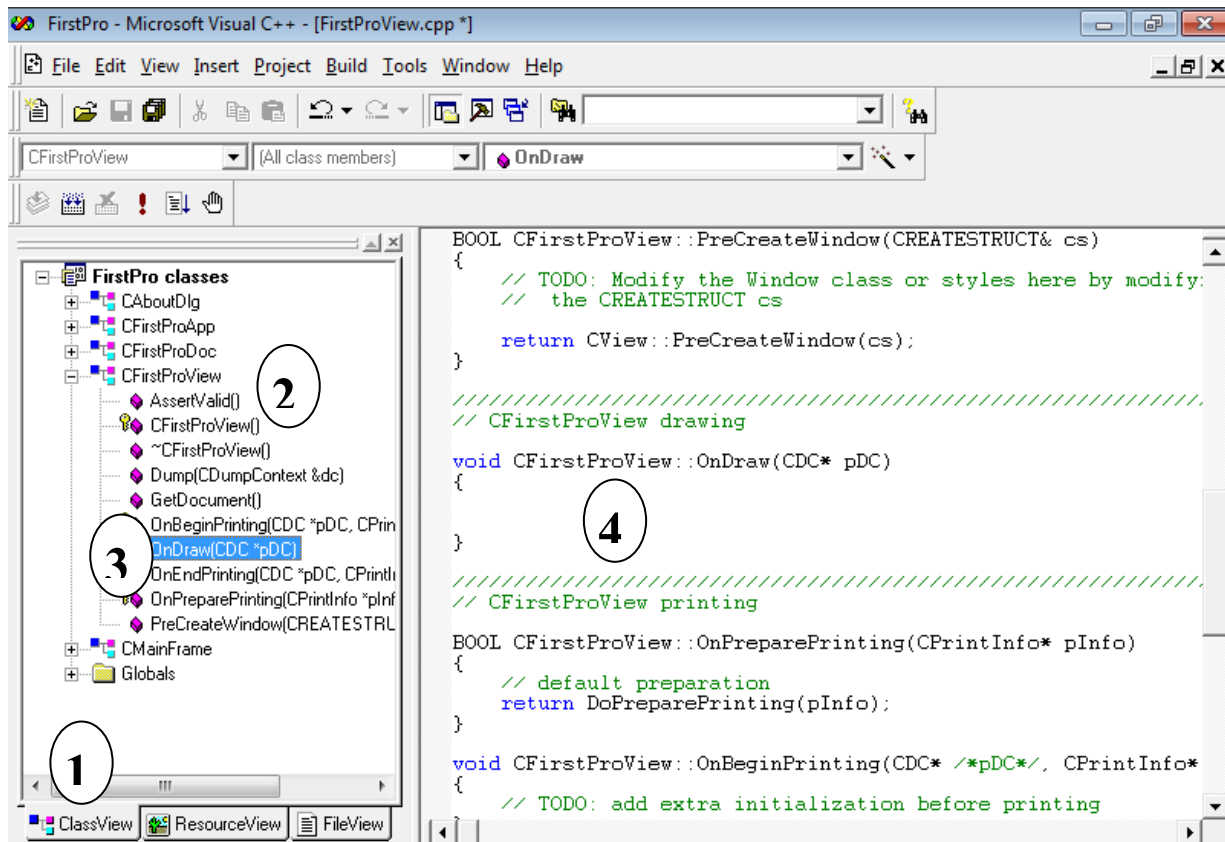 FirstPro - Microsoft Visual C++ - [FirstProView.cpp *]
File Edit View Insert Project Build Tools Window Help
CFirstProView (All class members) OnDraw
FirstPro classes
CAboutDlg
CFirstProApp
CFirstProDoc
CFirstProView
2
AssertValid()
CFirstProView()
~CFirstProView()
Dump(CDumpContext &dc)
GetDocument()
OnBeginPrinting(CDC *pDC, CPrin
3
OnDraw(CDC *pDC)
OnEndPrinting(CDC *pDC, CPrintI
OnPreparePrinting(CPrintInfo *pInf
PreCreateWindow(CREATESTRU
CMainFrame
Globals
1
ClassView ResourceView FileView
BOOL CFirstProView::PreCreateWindow(CREATESTRUCT& cs)
{
// TODO: Modify the Window class or styles here by modify
// the CREATESTRUCT cs
return CView::PreCreateWindow(cs);
}
/////////////////////////////////////////////////////////////
// CFirstProView drawing
void CFirstProView::OnDraw(CDC* pDC)
{
4
}
/////////////////////////////////////////////////////////////
// CFirstProView printing
BOOL CFirstProView::OnPreparePrinting(CPrintInfo* pInfo)
{
// default preparation
return DoPreparePrinting(pInfo);
}
void CFirstProView::OnBeginPrinting(CDC* /*pDC*/, CPrintInfo*
{
// TODO: add extra initialization before printing